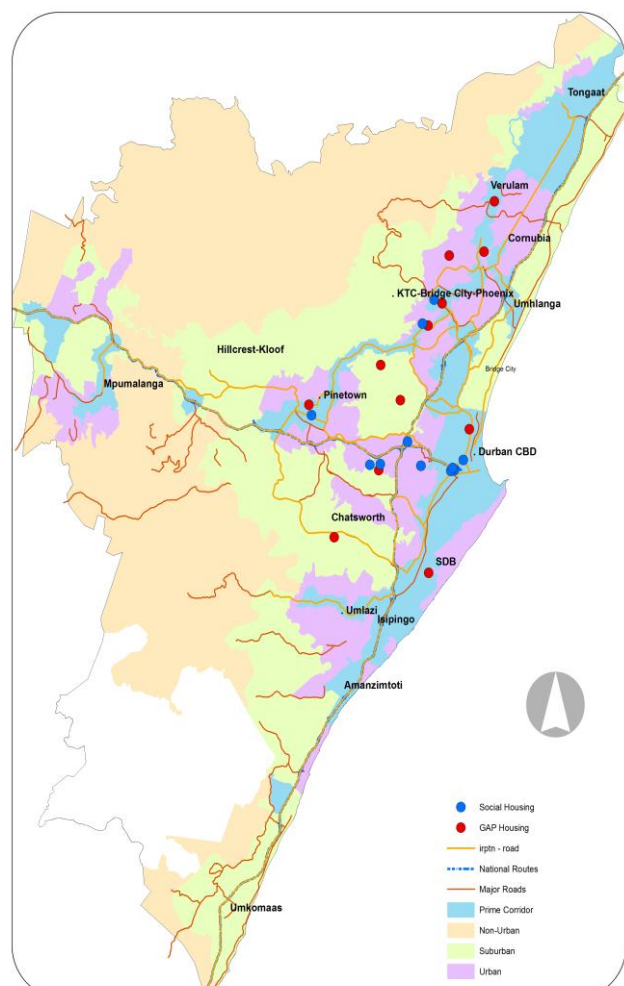 Tongaat
Verulam
Cornubia
. KTC-Bridge City-Phoenix
Umhlanga
Hillcrest-Kloof
Bridge City
Mpumalanga
. Pinetown
. Durban CBD
Chatsworth
SDB
. Umlazi
Isipingo
Amanzimtoti
Umkomaas
Social Housing
GAP Housing
irptn - road
National Routes
Major Roads
Prime Corridor
Non-Urban
Suburban
Urban